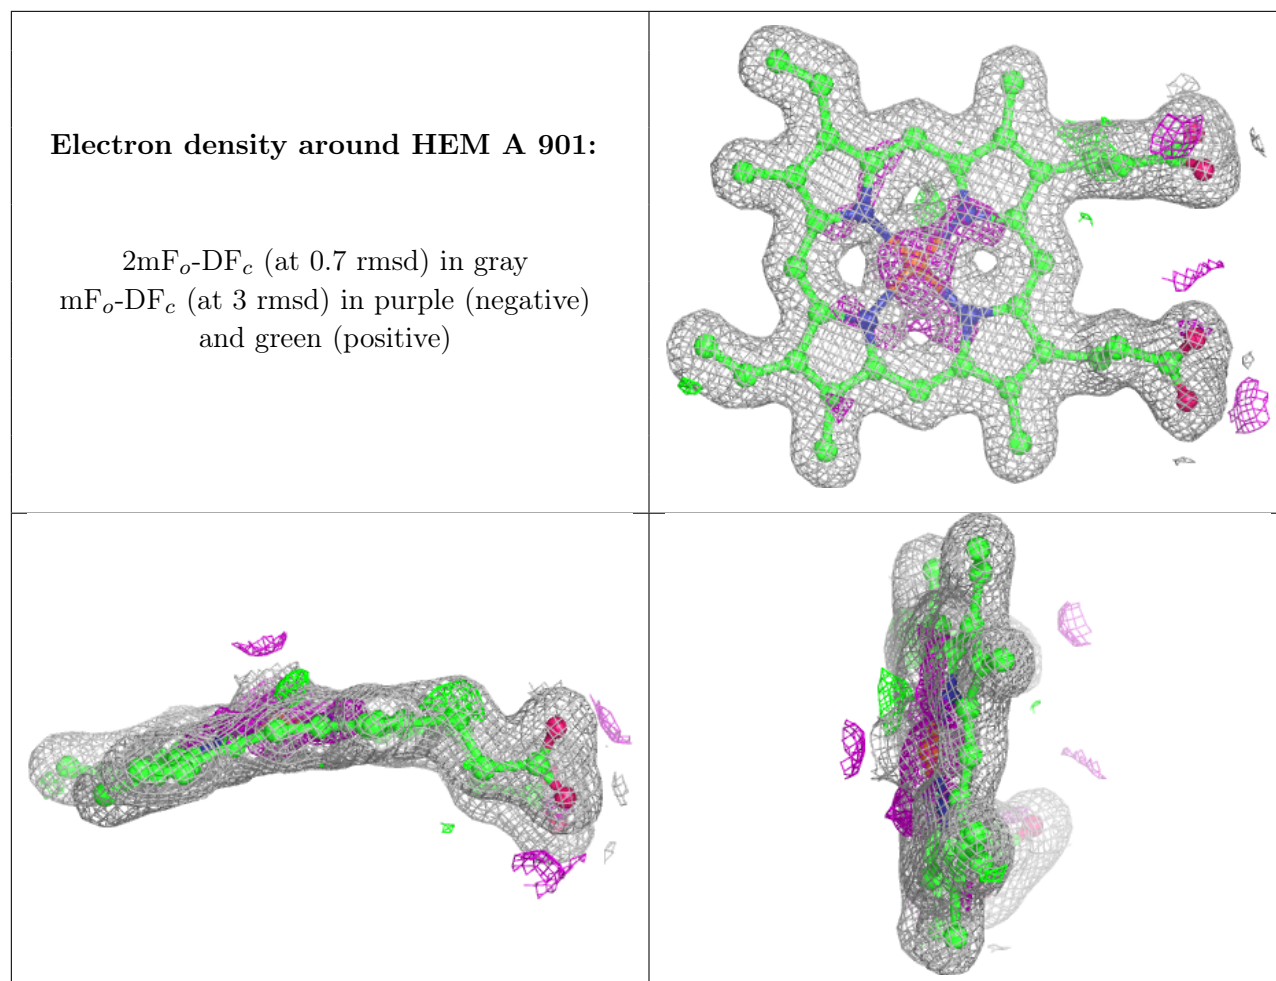 Electron density around HEM A 901:
2mFo-DFc (at 0.7 rmsd) in gray
mFo-DFc (at 3 rmsd) in purple (negative)
and green (positive)